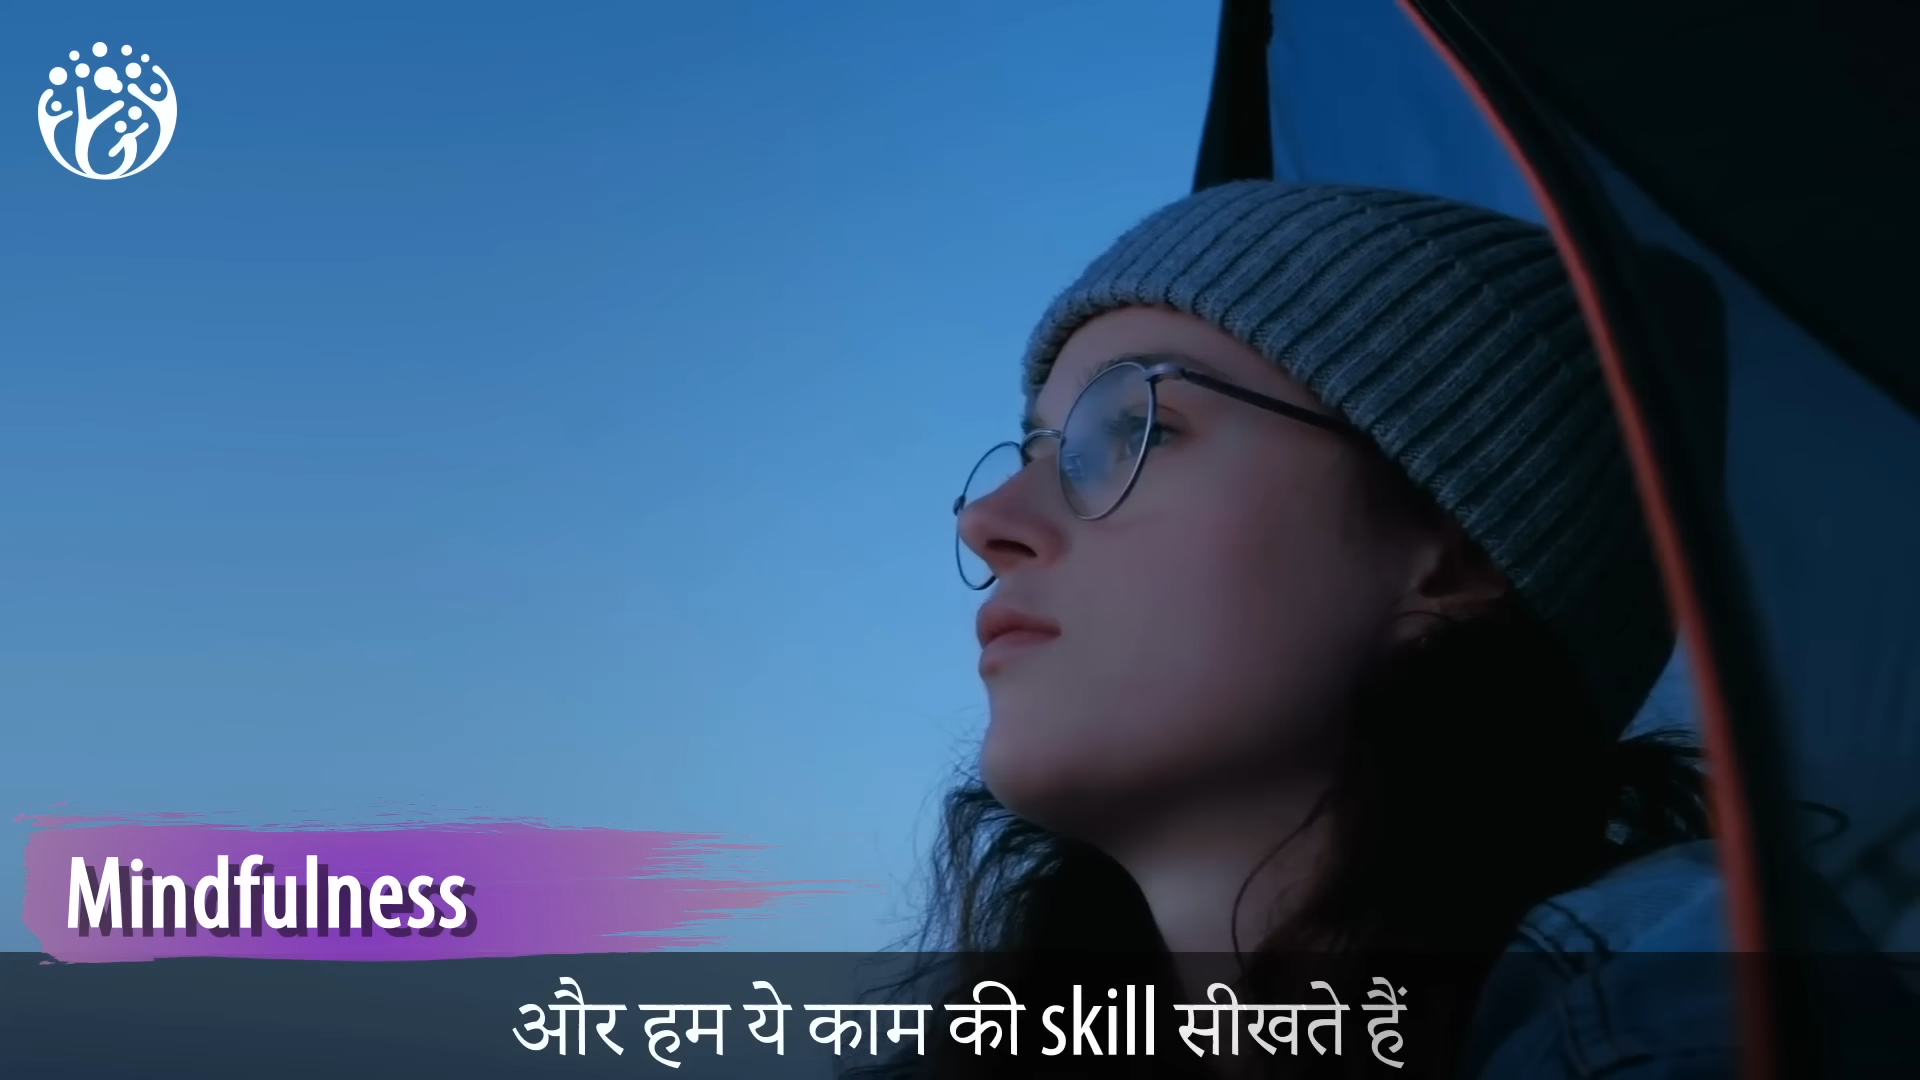 Mindfulness
और हम ये काम की skill सीखते हैं